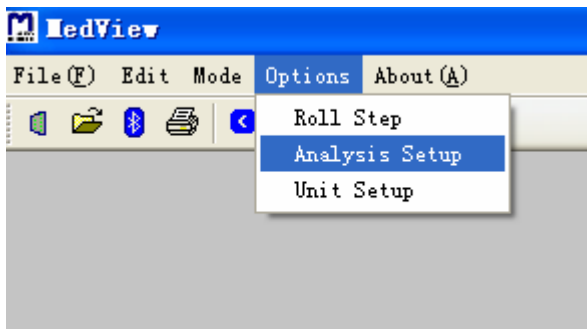 MedView
File(F) Edit Mode Options About(A)
Roll Step
Analysis Setup
Unit Setup